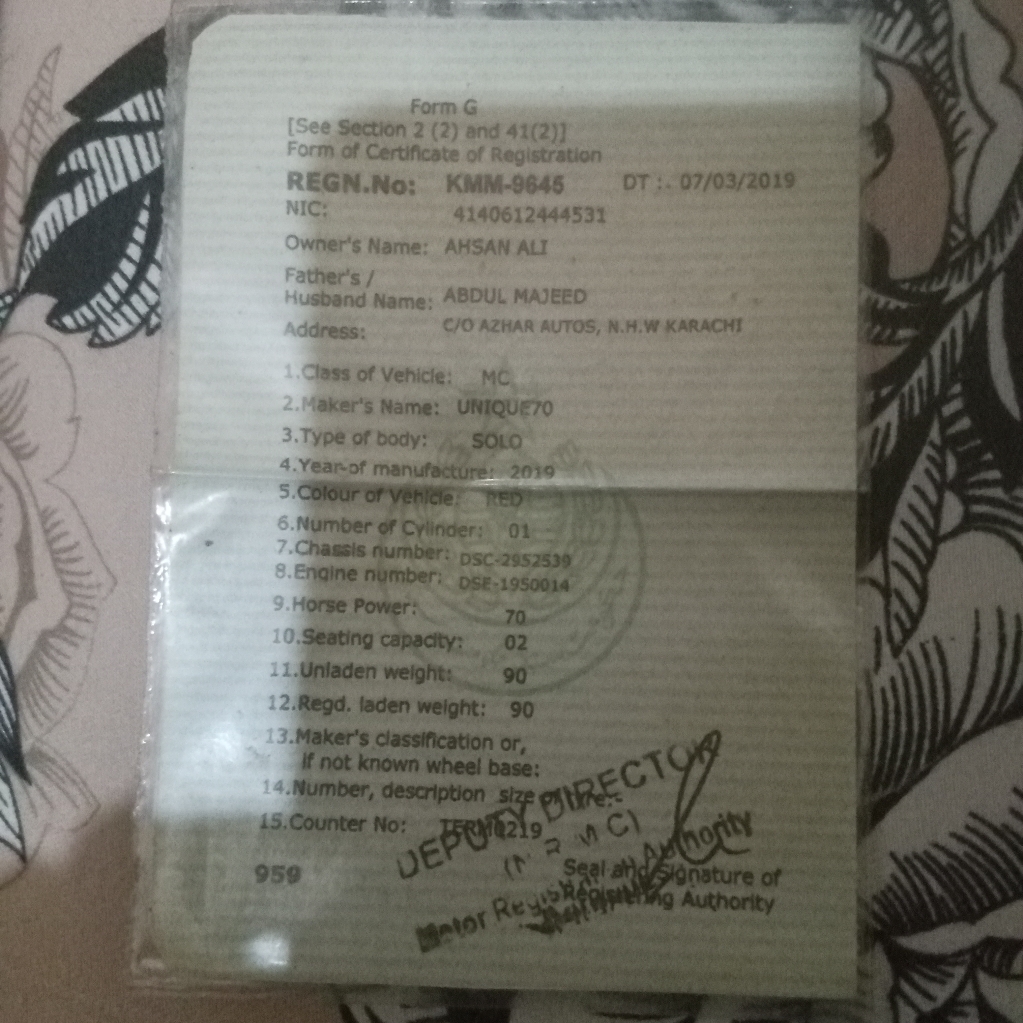 Form G
[See Section 2 (2) and 41(2)]
Form of Certificate of Registration
REGN.No: KMM-9645 DT :. 07/03/2019
NIC: 4140612444531
Owner's Name: AHSAN ALI
Father's /
Husband Name: ABDUL MAJEED
Address: C/O AZHAR AUTOS, N.H.W KARACHI
1.Class of Vehicle: MC
2.Maker's Name: UNIQUE70
3.Type of body: SOLO
4.Year of manufacture: 2019
5.Colour of Vehicle: RED
6.Number of Cylinder: 01
7.Chassis number: DSC-2952539
8.Engine number: DSE-1950014
9.Horse Power: 70
10.Seating capacity: 02
11.Unladen weight: 90
12.Regd. laden weight: 90
13.Maker's classification or,
if not known wheel base:
14.Number, description size
15.Counter No: TERM0219
DEPUTY DIRECTOR
959
Seal and Signature of
Registering Authority
Motor Authority